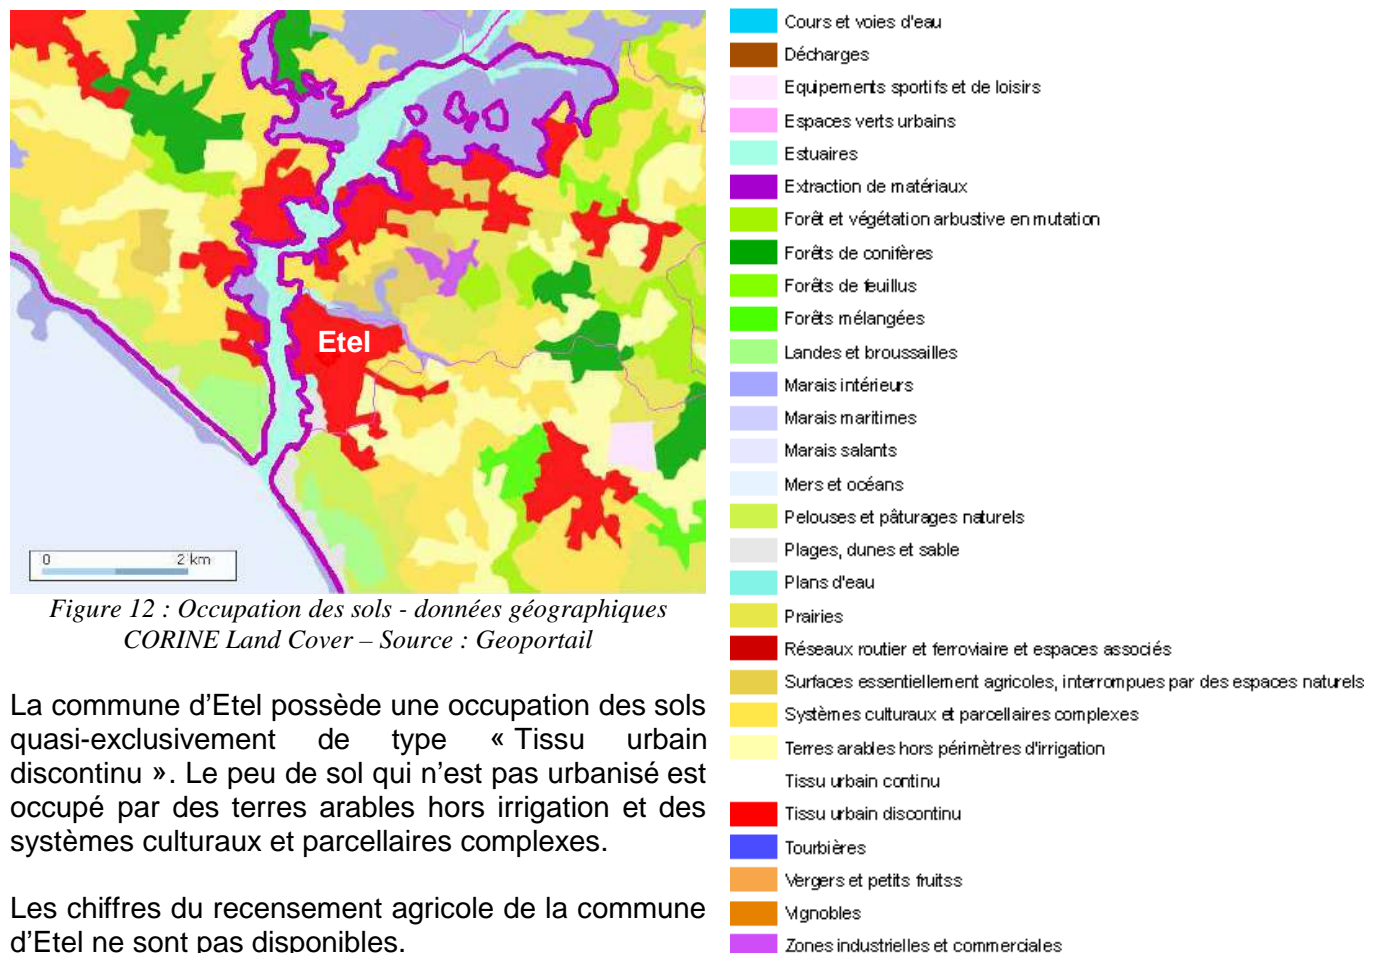 Etel
0 2 km
Figure 12 : Occupation des sols - données géographiques
CORINE Land Cover – Source : Geoportail
La commune d'Etel possède une occupation des sols
quasi-exclusivement de type « Tissu urbain
discontinu ». Le peu de sol qui n'est pas urbanisé est
occupé par des terres arables hors irrigation et des
systèmes culturaux et parcellaires complexes.
Les chiffres du recensement agricole de la commune
d'Etel ne sont pas disponibles.
Cours et voies d'eau
Décharges
Equipements sportifs et de loisirs
Espaces verts urbains
Estuaires
Extraction de matériaux
Forêt et végétation arbustive en mutation
Forêts de conifères
Forêts de feuillus
Forêts mélangées
Landes et broussailles
Marais intérieurs
Marais maritimes
Marais salants
Mers et océans
Pelouses et pâturages naturels
Plages, dunes et sable
Plans d'eau
Prairies
Réseaux routier et ferroviaire et espaces associés
Surfaces essentiellement agricoles, interrompues par des espaces naturels
Systèmes culturaux et parcellaires complexes
Terres arables hors périmètres d'irrigation
Tissu urbain continu
Tissu urbain discontinu
Tourbières
Vergers et petits fruitss
Vignobles
Zones industrielles et commerciales